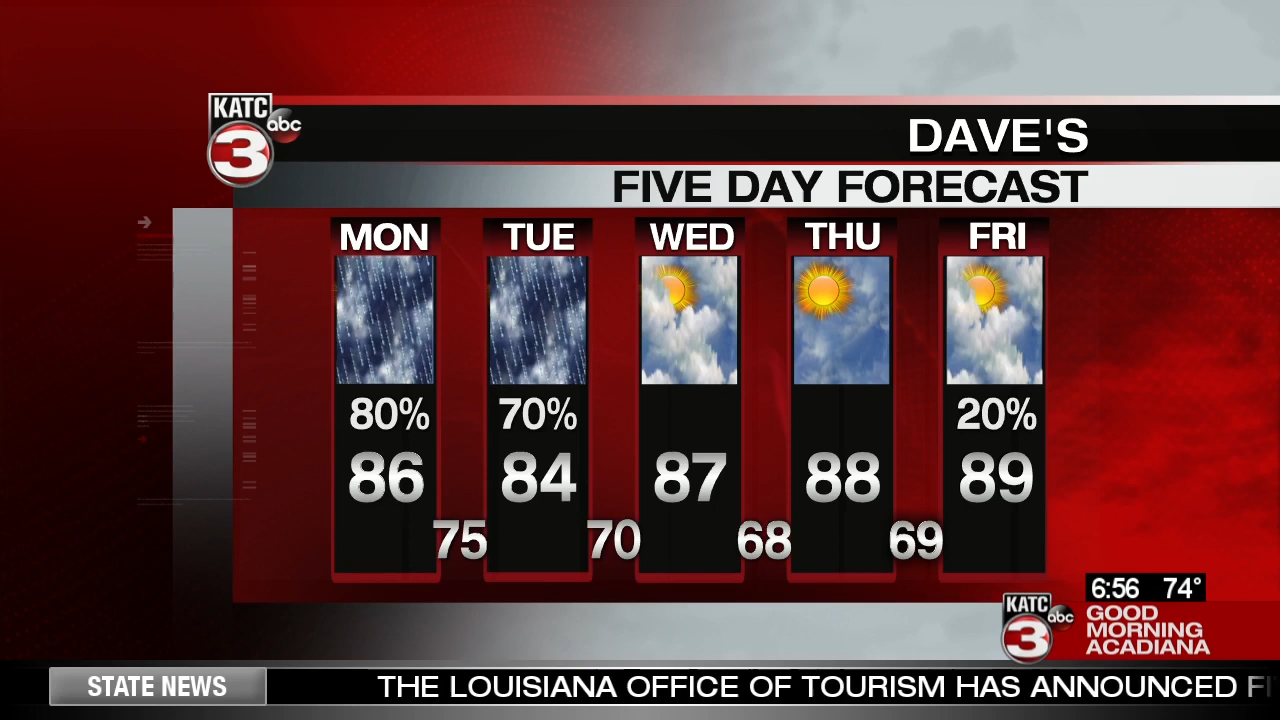 KATC
abc
3
DAVE'S
FIVE DAY FORECAST
MON TUE WED THU FRI
80% 70% 20%
86 84 87 88 89
75 70 68 69
6:56 74°
KATC
abc
3
GOOD
MORNING
ACADIANA
STATE NEWS
THE LOUISIANA OFFICE OF TOURISM HAS ANNOUNCED